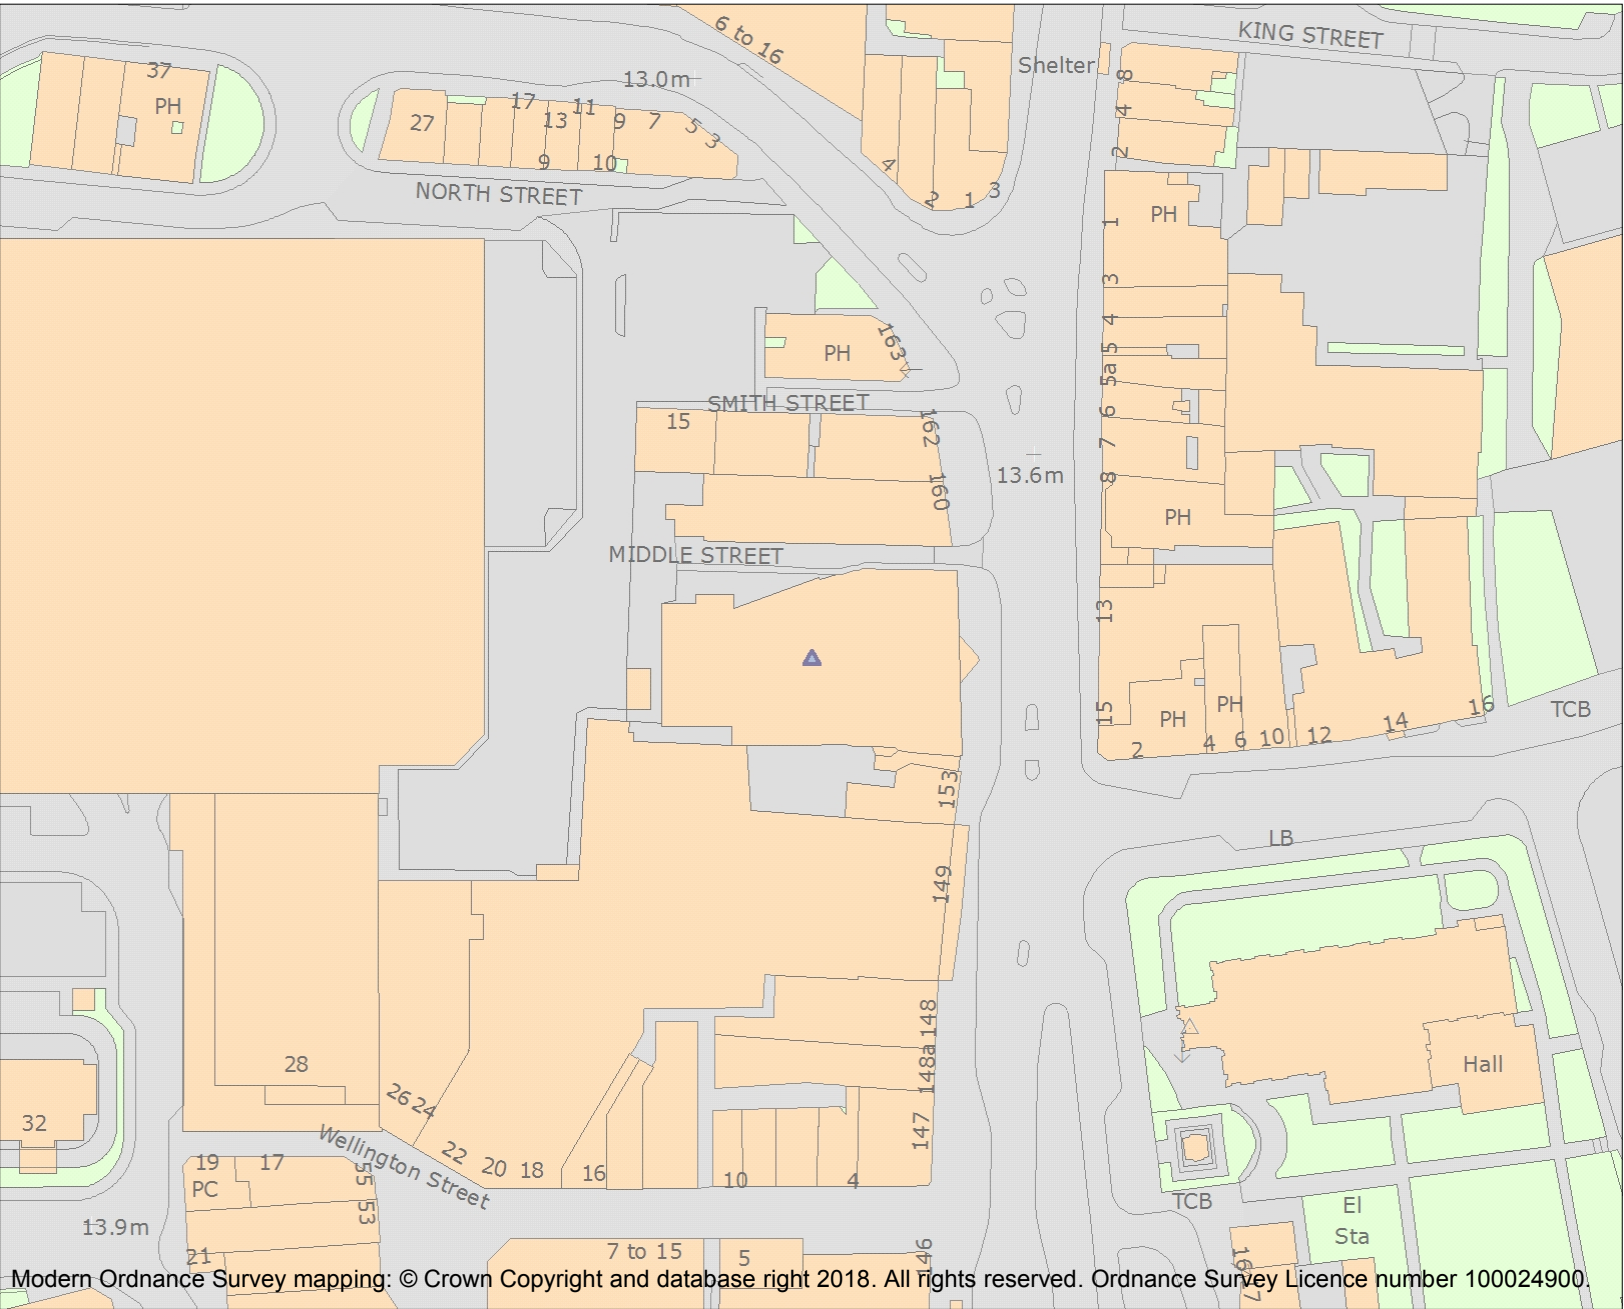 6 to 16
KING STREET
Shelter
37
PH
13.0m
8
4
2
27
17
13
11
9
7
5
3
9
10
NORTH STREET
4
2
1
3
PH
1
3
4
5
5a
6
7
8
PH
163
PH
SMITH STREET
15
162
160
13.6m
MIDDLE STREET
13
15
PH
PH
2
4
6
10
12
14
16
TCB
153
LB
149
28
26
24
148
148a
147
Hall
32
Wellington Street
22
20
18
16
10
4
19
17
PC
55
53
21
13.9m
TCB
El
Sta
7 to 15
5
146
Modern Ordnance Survey mapping: © Crown Copyright and database right 2018. All rights reserved. Ordnance Survey Licence number 100024900.